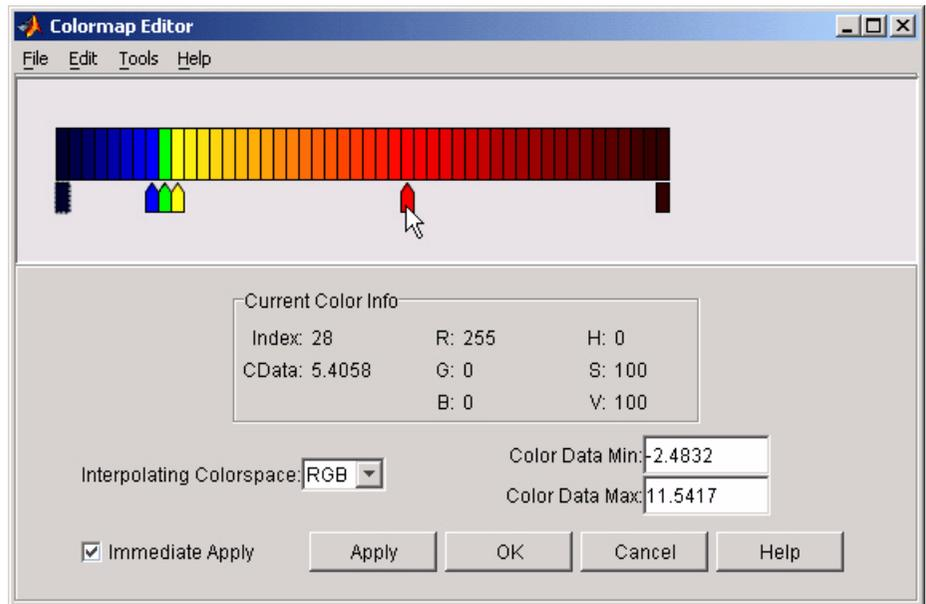 Colormap Editor
File Edit Tools Help
Current Color Info
Index: 28 R: 255 H: 0
CData: 5.4058 G: 0 S: 100
B: 0 V: 100
Interpolating Colorspace: RGB
Color Data Min: -2.4832
Color Data Max: 11.5417
Immediate Apply Apply OK Cancel Help